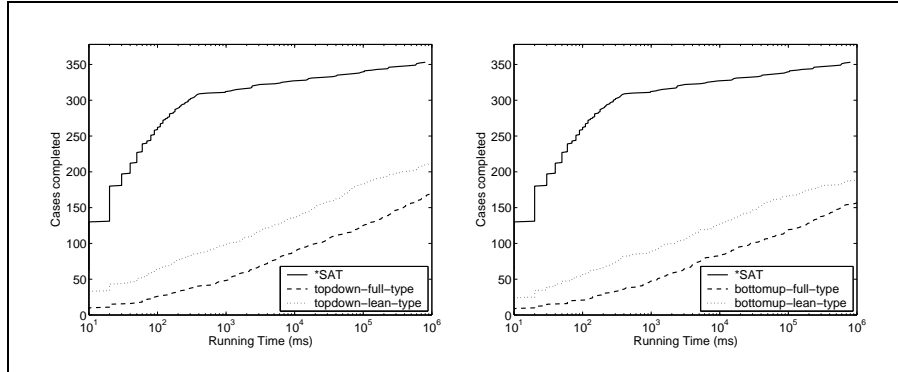 350
300
250
200
150
100
50
0
Cases completed
*SAT
topdown-full-type
topdown-lean-type
10^1 10^2 10^3 10^4 10^5 10^6
Running Time (ms)
350
300
250
200
150
100
50
0
Cases completed
*SAT
bottomup-full-type
bottomup-lean-type
10^1 10^2 10^3 10^4 10^5 10^6
Running Time (ms)